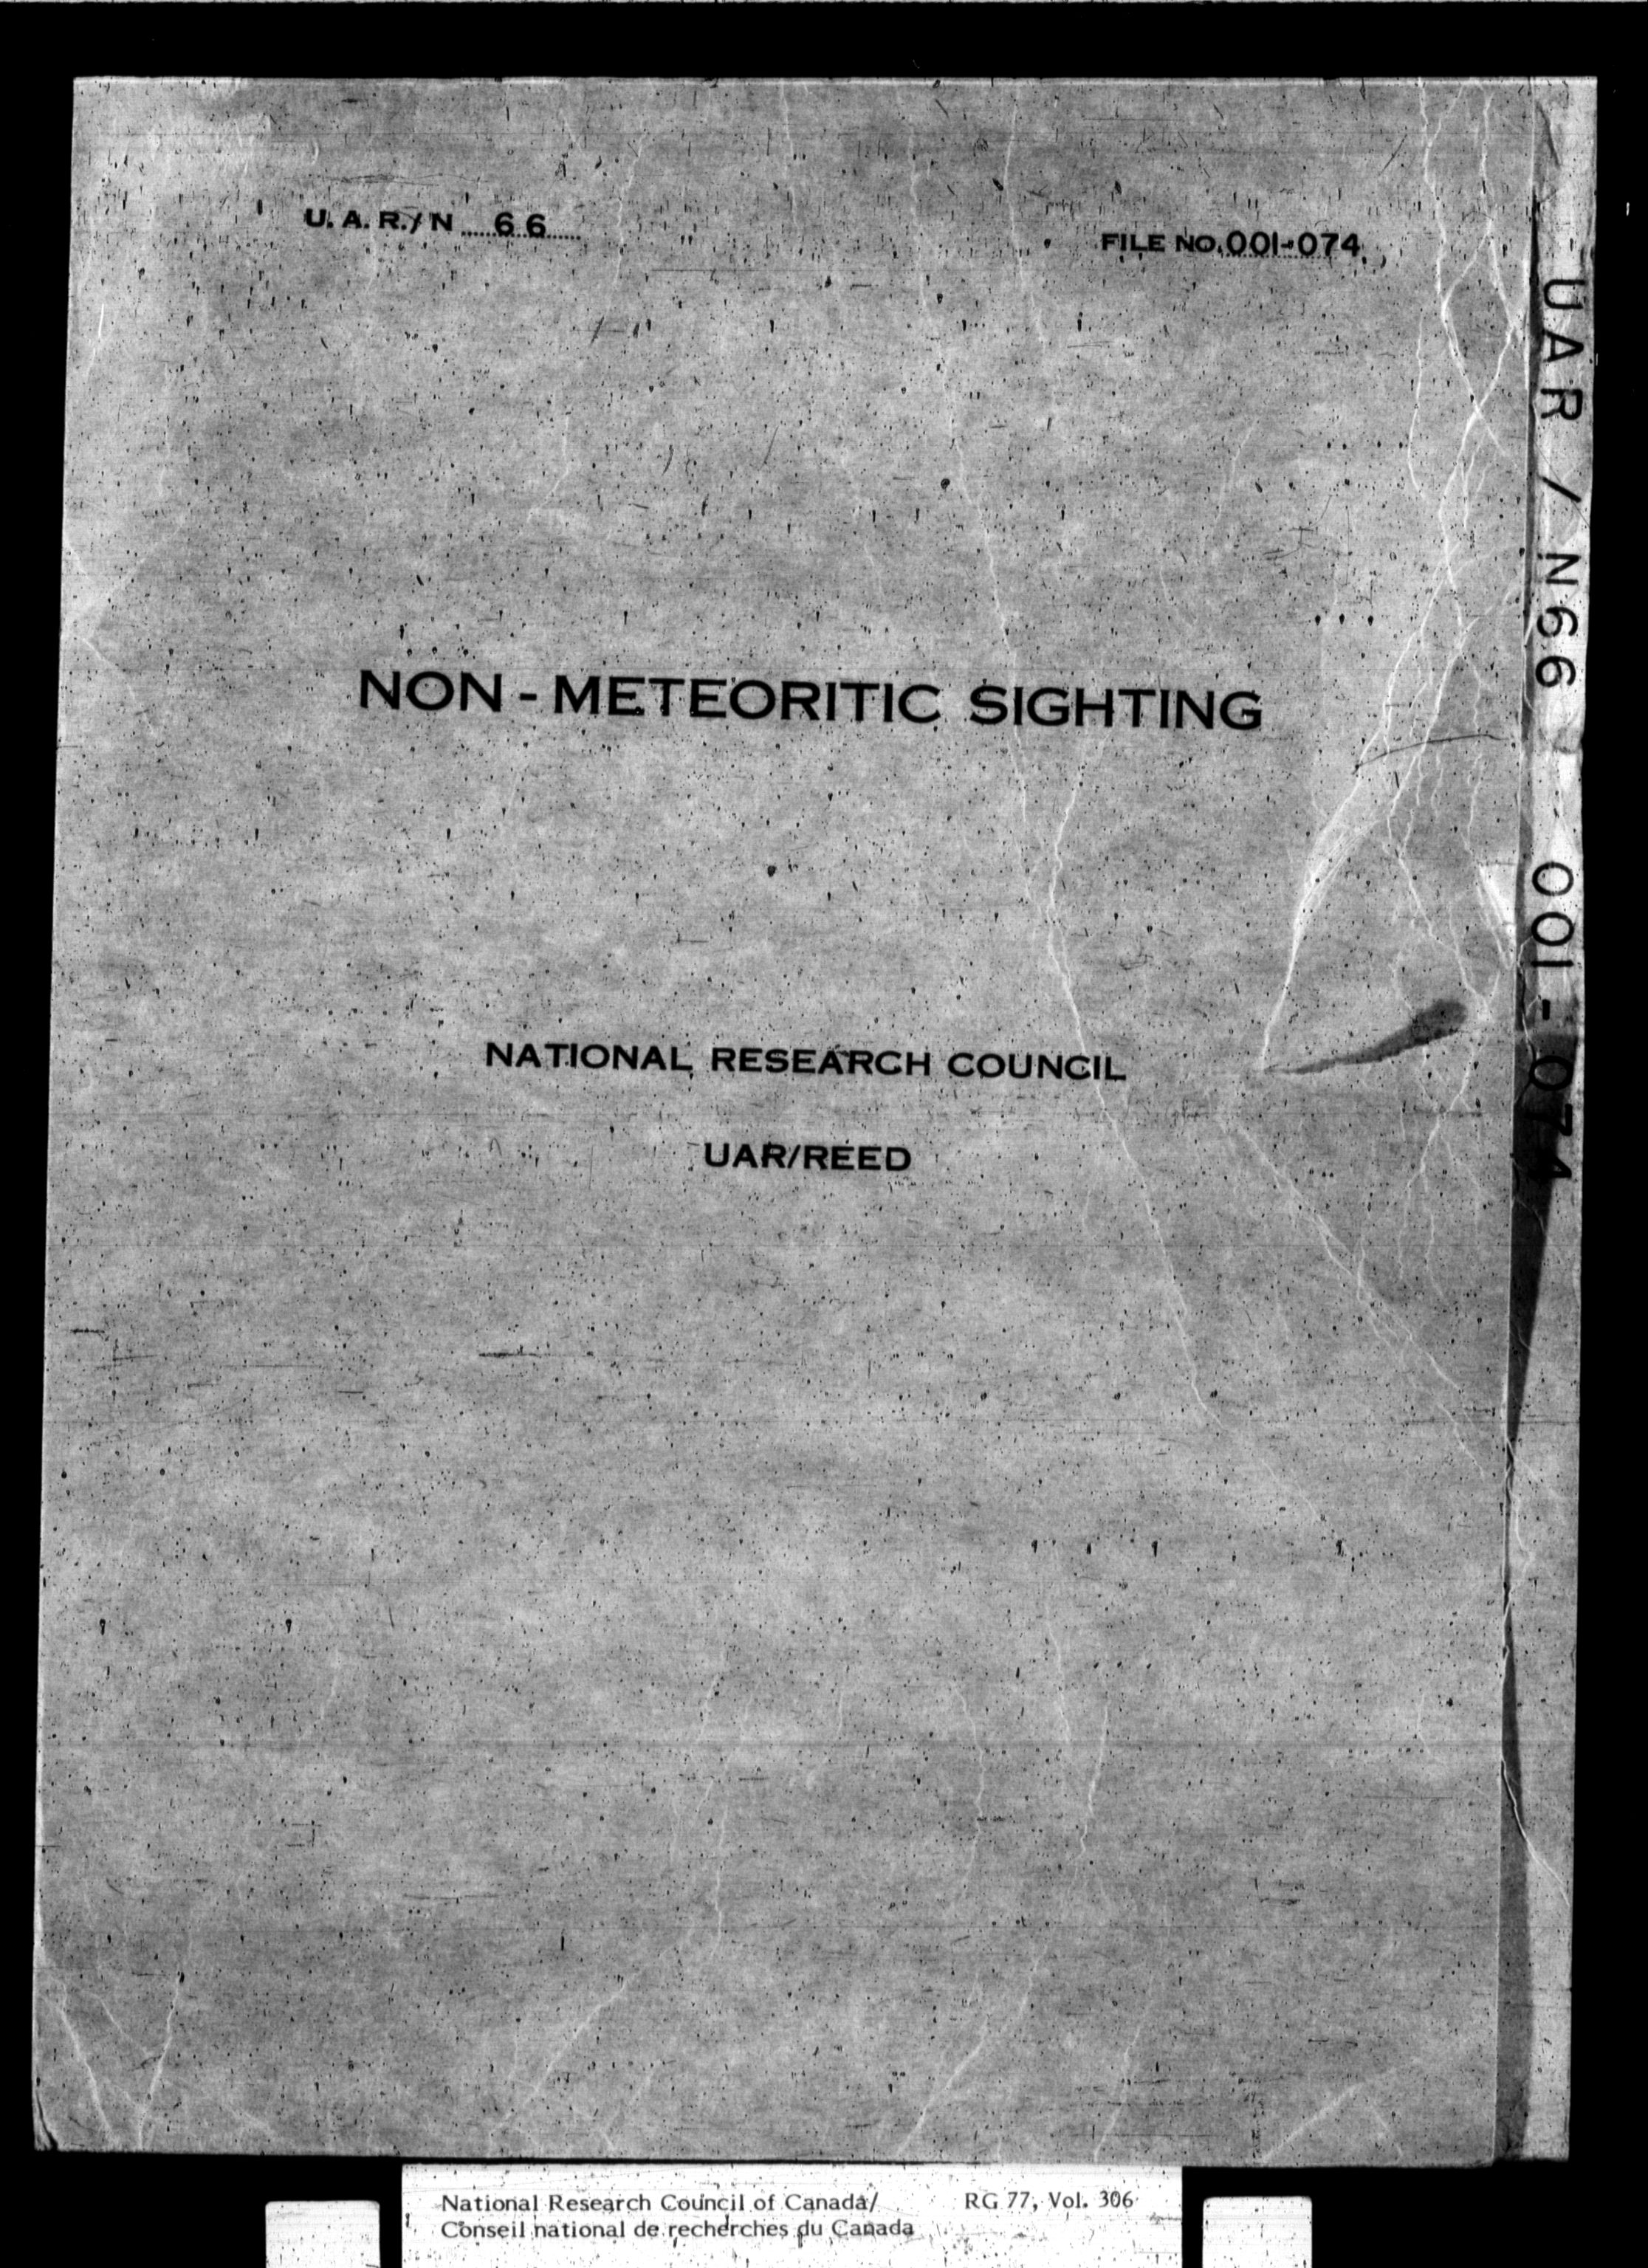 U. A. R./N 66
FILE NO. 001-074
NON-METEORITIC SIGHTING
NATIONAL RESEARCH COUNCIL
UAR/REED
UAR/N66 001-074
National Research Council of Canada/ RG 77, Vol. 306
Conseil national de recherches du Canada